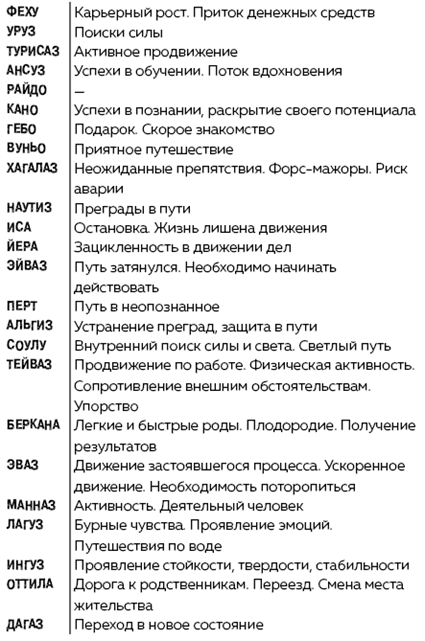 ФЕХУ Карьерный рост. Приток денежных средств
УРУЗ Поиски силы
ТУРИСАЗ Активное продвижение
АНСУЗ Успехи в обучении. Поток вдохновения
РАЙДО —
КАНО Успехи в познании, раскрытие своего потенциала
ГЕБО Подарок. Скорое знакомство
ВУНЬО Приятное путешествие
ХАГАЛАЗ Неожиданные препятствия. Форс-мажоры. Риск
аварии
НАУТИЗ Преграды в пути
ИСА Остановка. Жизнь лишена движения
ЙЕРА Зацикленность в движении дел
ЭЙВАЗ Путь затянулся. Необходимо начинать
действовать
ПЕРТ Путь в неопознанное
АЛЬГИЗ Устранение преград, защита в пути
СОУЛУ Внутренний поиск силы и света. Светлый путь
ТЕЙВАЗ Продвижение по работе. Физическая активность.
Сопротивление внешним обстоятельствам.
Упорство
БЕРКАНА Легкие и быстрые роды. Плодородие. Получение
результатов
ЭВАЗ Движение застоявшегося процесса. Ускоренное
движение. Необходимость поторопиться
МАННАЗ Активность. Деятельный человек
ЛАГУЗ Бурные чувства. Проявление эмоций.
Путешествия по воде
ИНГУЗ Проявление стойкости, твердости, стабильности
ОТТИЛА Дорога к родственникам. Переезд. Смена места
жительства
ДАГАЗ Переход в новое состояние